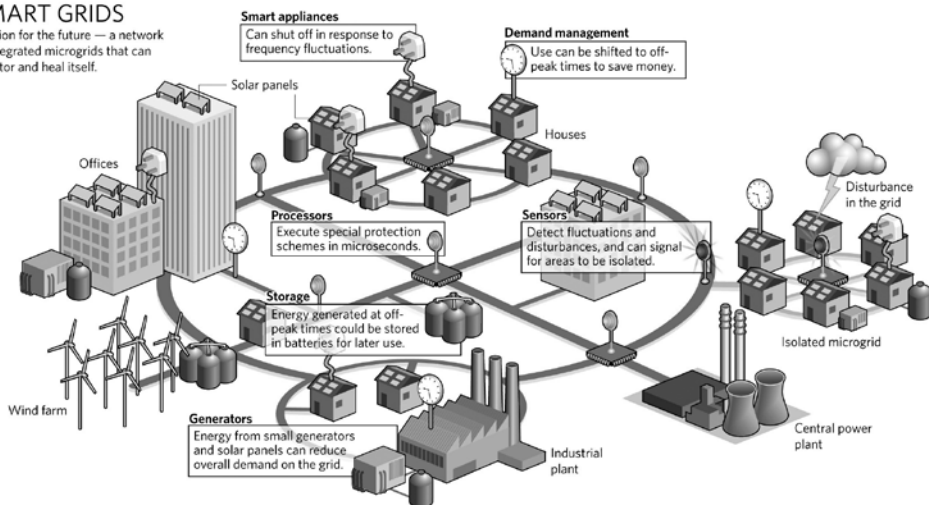 MART GRIDS
ion for the future — a network
egrated microgrids that can
tor and heal itself.
Smart appliances
Can shut off in response to
frequency fluctuations.
Demand management
Use can be shifted to off-
peak times to save money.
Solar panels
Houses
Offices
Disturbance
in the grid
Processors
Execute special protection
schemes in microseconds.
Sensors
Detect fluctuations and
disturbances, and can signal
for areas to be isolated.
Storage
Energy generated at off-
peak times could be stored
in batteries for later use.
Isolated microgrid
Wind farm
Generators
Energy from small generators
and solar panels can reduce
overall demand on the grid.
Industrial
plant
Central power
plant